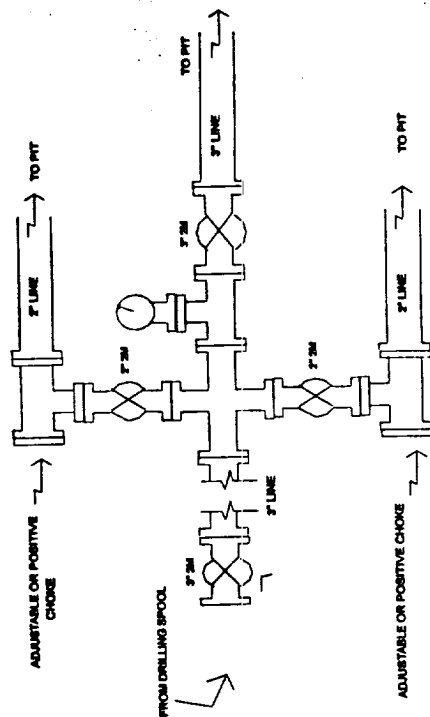 TO PIT
3" LINE
TO PIT
2" LINE
3" 2M
TO PIT
2" LINE
2" 2M
2" 2M
3" LINE
3" 2M
ADJUSTABLE OR POSITIVE
CHOKE
FROM DRILLING SPOOL
ADJUSTABLE OR POSITIVE CHOKE